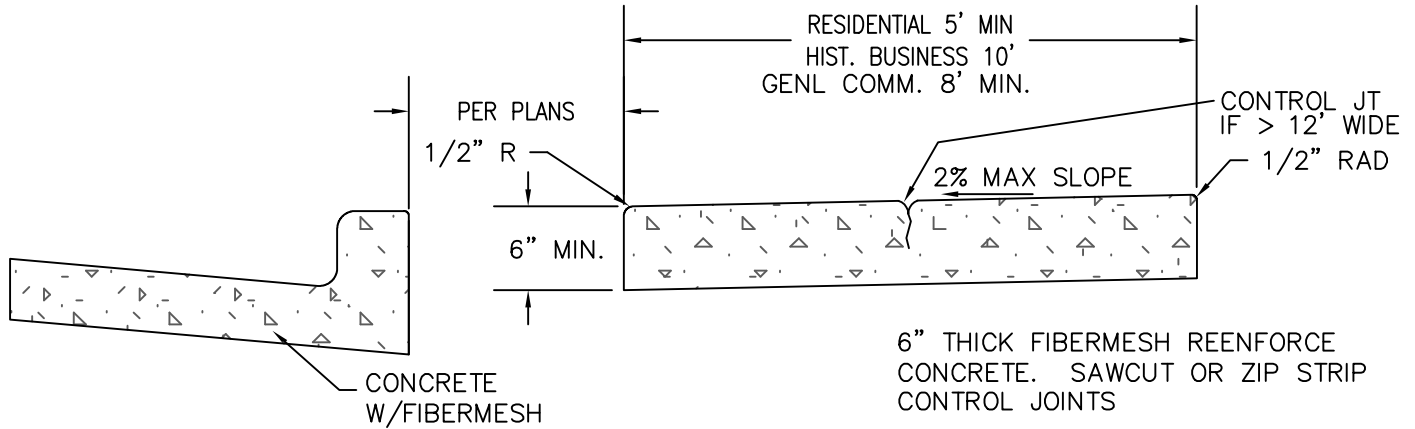 RESIDENTIAL 5' MIN
HIST. BUSINESS 10'
GENL COMM. 8' MIN.
PER PLANS
CONTROL JT
IF > 12' WIDE
1/2" R
1/2" RAD
2% MAX SLOPE
6" MIN.
6" THICK FIBERMESH REENFORCE
CONCRETE. SAWCUT OR ZIP STRIP
CONTROL JOINTS
CONCRETE
W/FIBERMESH